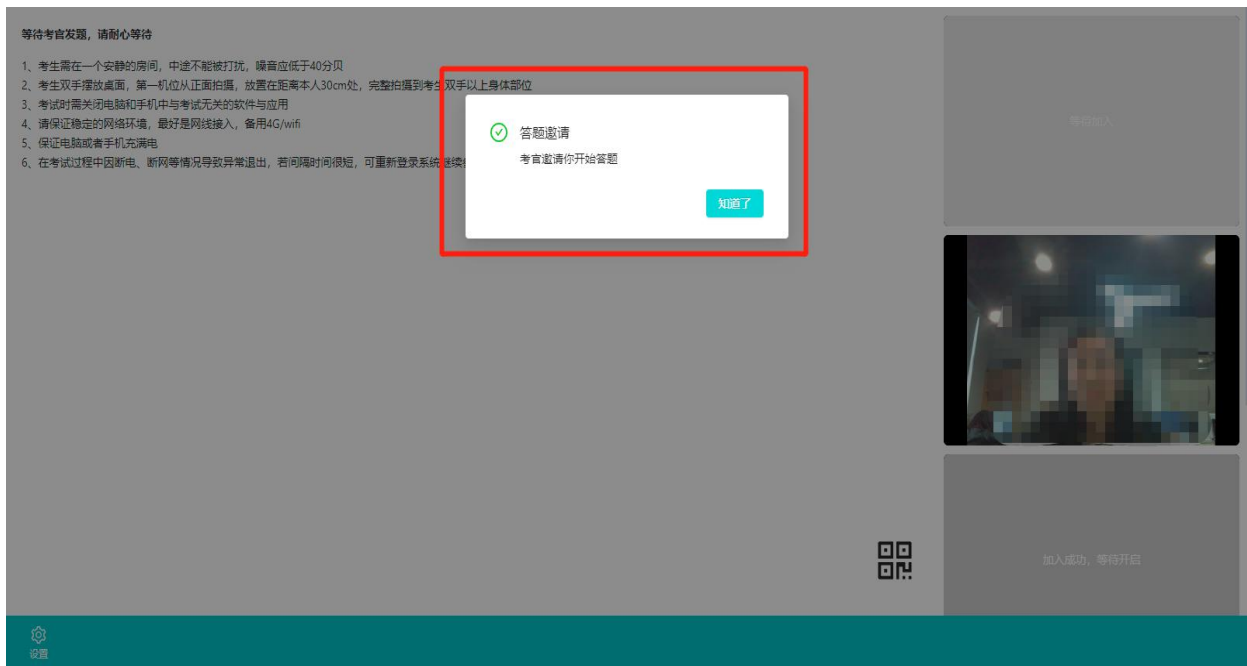 等待考官发题，请耐心等待
1、考生需在一个安静的房间，中途不能被打扰，噪音应低于40分贝
2、考生双手摆放桌面，第一机位从正面拍摄，放置在距离本人30cm处，完整拍摄到考生双手以上身体部位
3、考试时需关闭电脑和手机中与考试无关的软件与应用
4、请保证稳定的网络环境，最好是网线接入，备用4G/wifi
5、保证电脑或者手机充满电
6、在考试过程中因断电、断网等情况导致异常退出，若间隔时间很短，可重新登录系统继续
答题邀请
考官邀请你开始答题
知道了
等待加入
加入成功，等待开启
设置